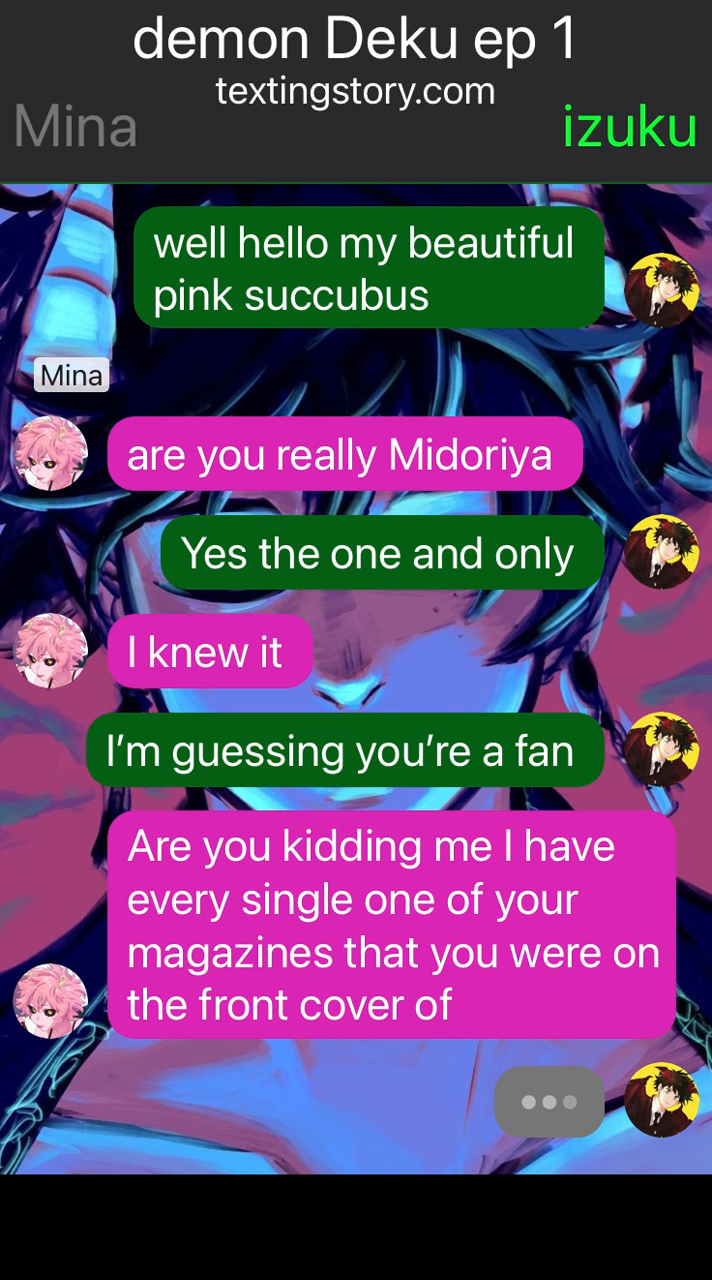 demon Deku ep 1
textingstory.com
Mina
izuku
well hello my beautiful
pink succubus
Mina
are you really Midoriya
Yes the one and only
I knew it
I’m guessing you’re a fan
Are you kidding me I have
every single one of your
magazines that you were on
the front cover of